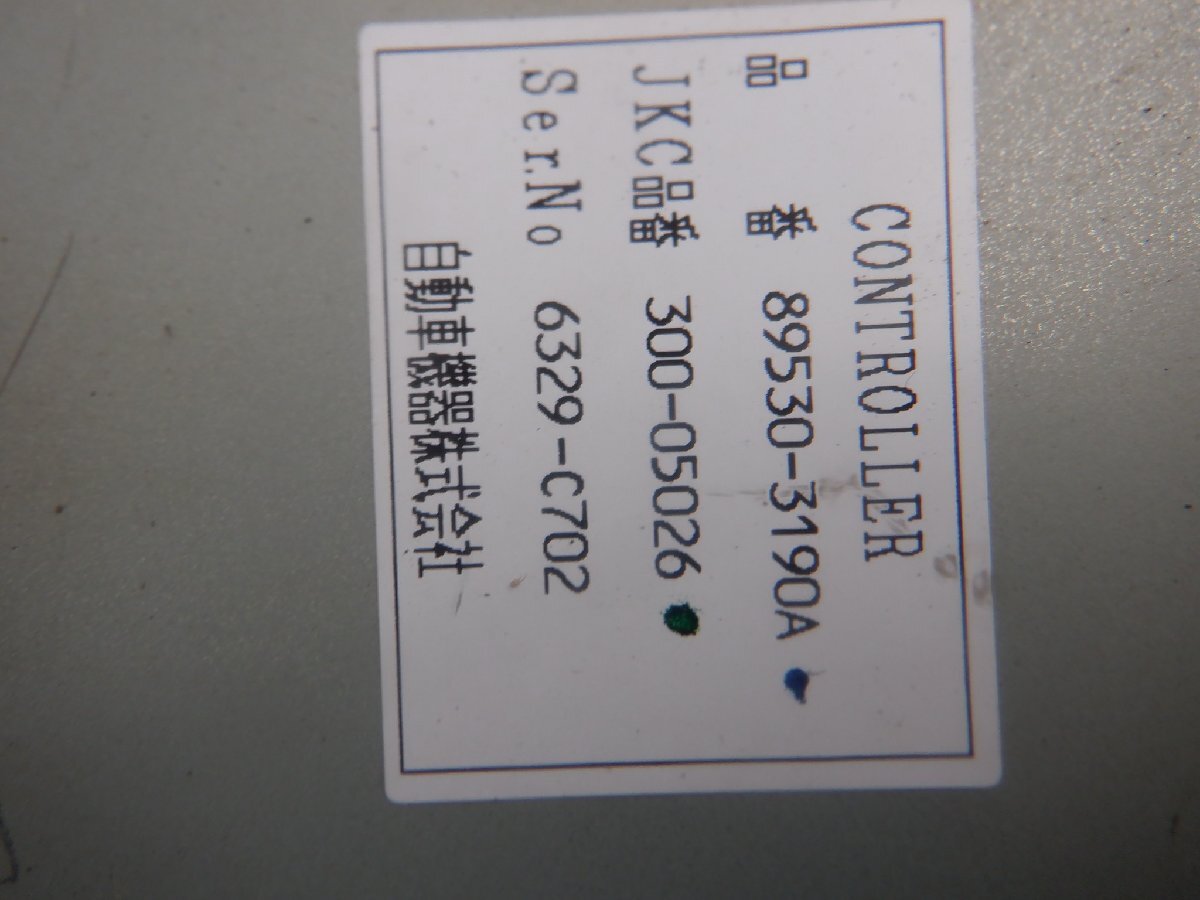 CONTROLLER
品 番 89530-3190A
JKC品番 300-05026
Ser.No 6329-C702
自動車機器株式会社